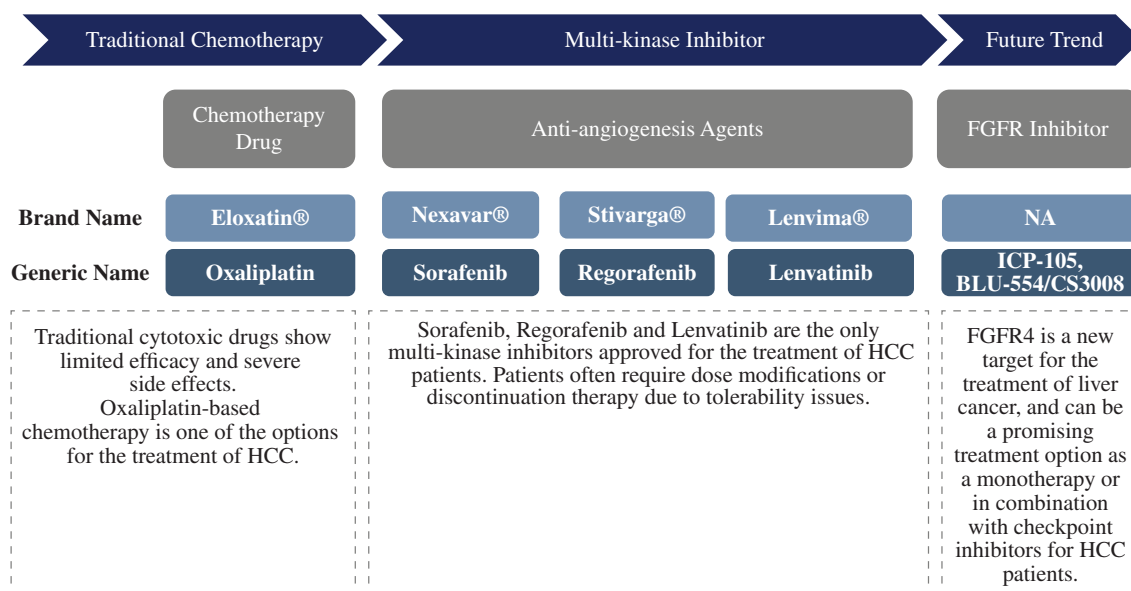 Traditional Chemotherapy
Multi-kinase Inhibitor
Future Trend
Chemotherapy
Drug
Anti-angiogenesis Agents
FGFR Inhibitor
Brand Name
Eloxatin®
Nexavar®
Stivarga®
Lenvima®
NA
Generic Name
Oxaliplatin
Sorafenib
Regorafenib
Lenvatinib
ICP-105,
BLU-554/CS3008
Traditional cytotoxic drugs show
limited efficacy and severe
side effects.
Oxaliplatin-based
chemotherapy is one of the options
for the treatment of HCC.
Sorafenib, Regorafenib and Lenvatinib are the only
multi-kinase inhibitors approved for the treatment of HCC
patients. Patients often require dose modifications or
discontinuation therapy due to tolerability issues.
FGFR4 is a new
target for the
treatment of liver
cancer, and can be
a promising
treatment option as
a monotherapy or
in combination
with checkpoint
inhibitors for HCC
patients.